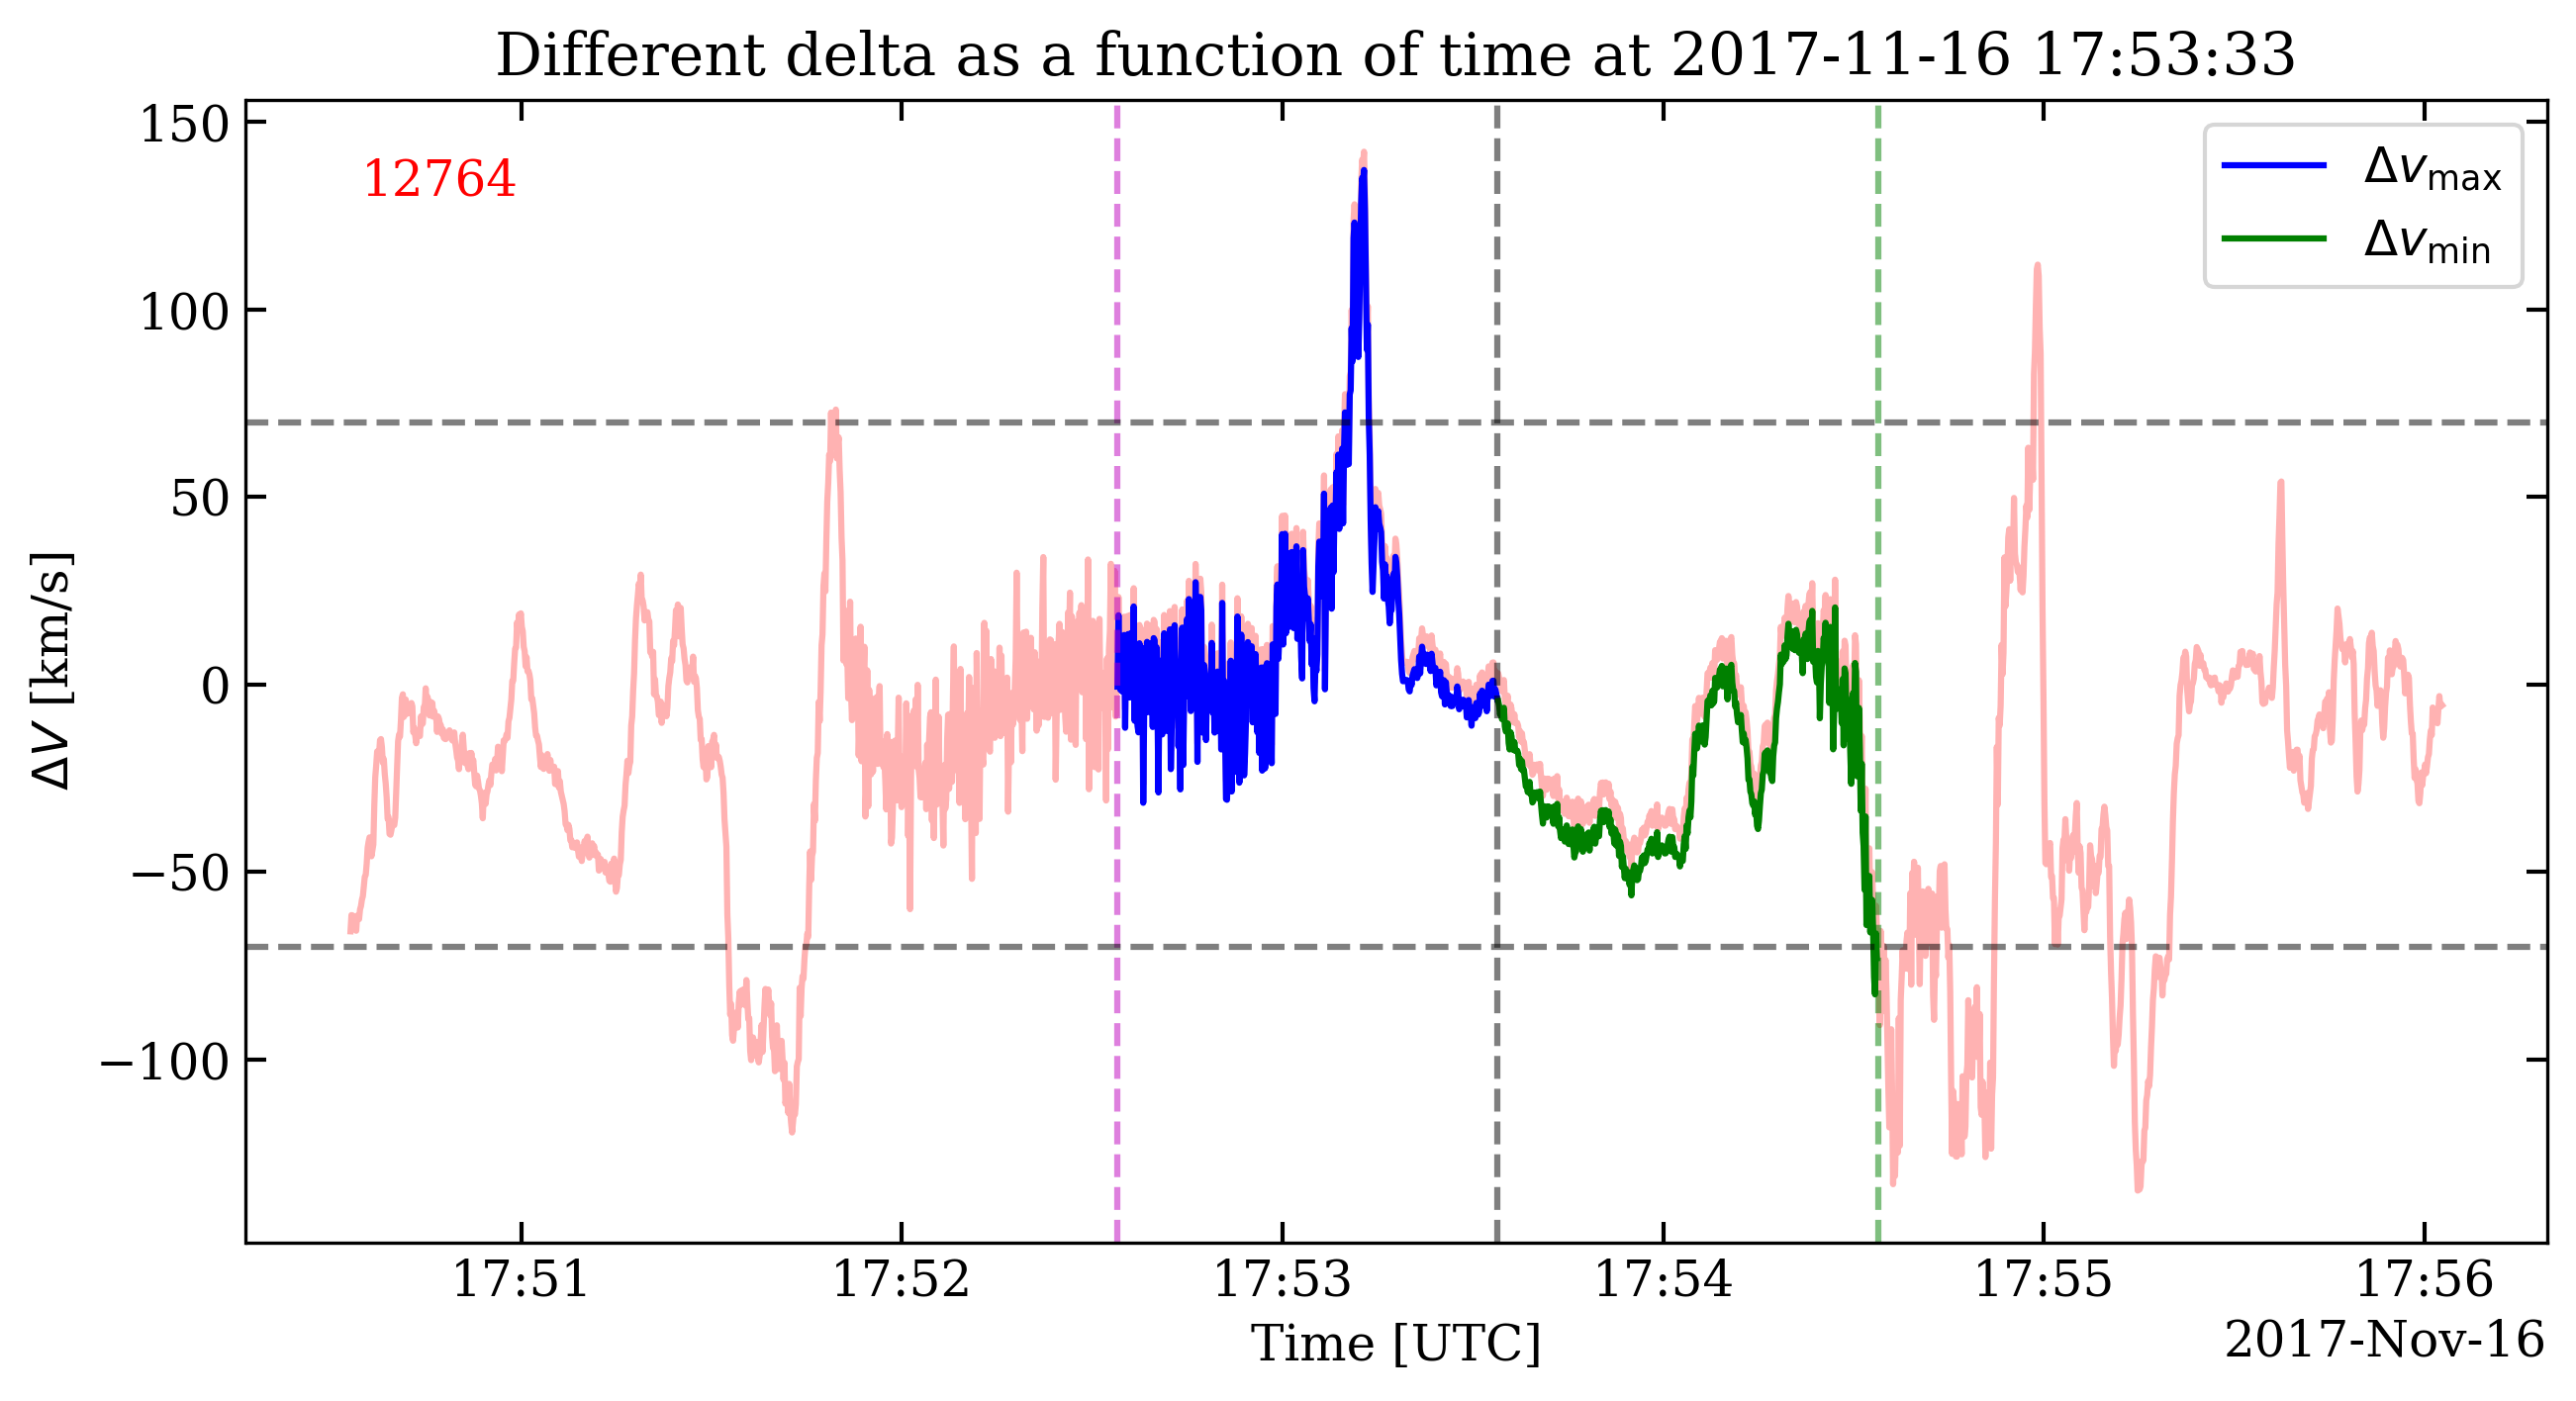 Different delta as a function of time at 2017-11-16 17:53:33
150
100
50
0
−50
−100
ΔV [km/s]
12764
Δv_max
Δv_min
17:51 17:52 17:53 17:54 17:55 17:56
Time [UTC]
2017-Nov-16